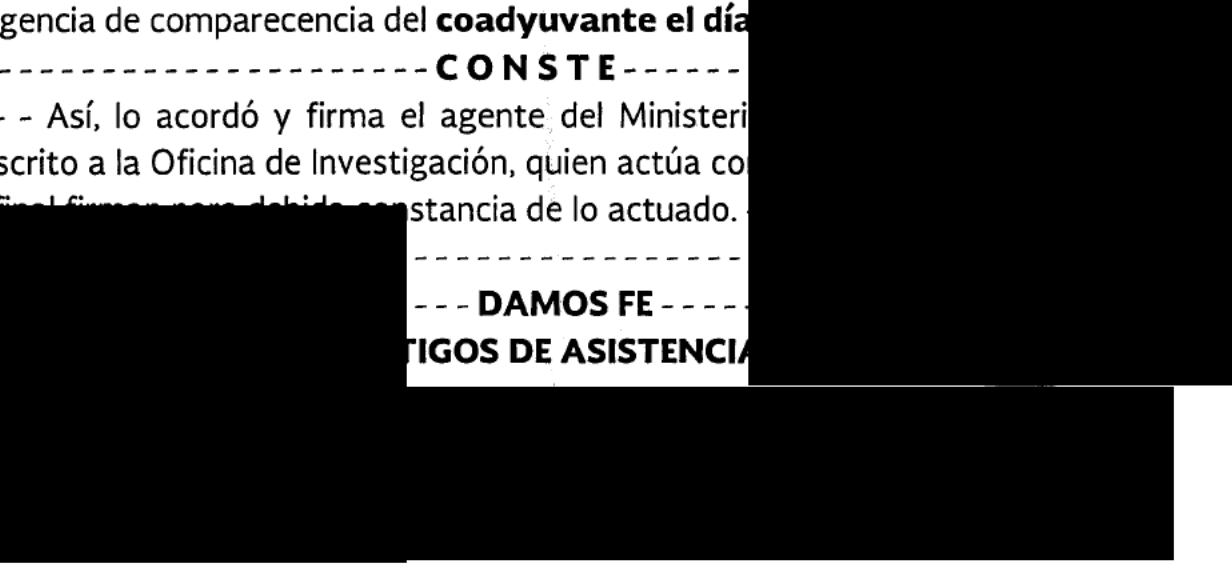 gencia de comparecencia del coadyuvante el día
- - - - - - - - - - - - - - - - - - - - - - C O N S T E - - - - - -
- - Así, lo acordó y firma el agente del Ministeri
scrito a la Oficina de Investigación, quien actúa co
stancia de lo actuado. -
- - - - - - - - - - - - - - - - -
- - - DAMOS FE - - - - -
TIGOS DE ASISTENCIA